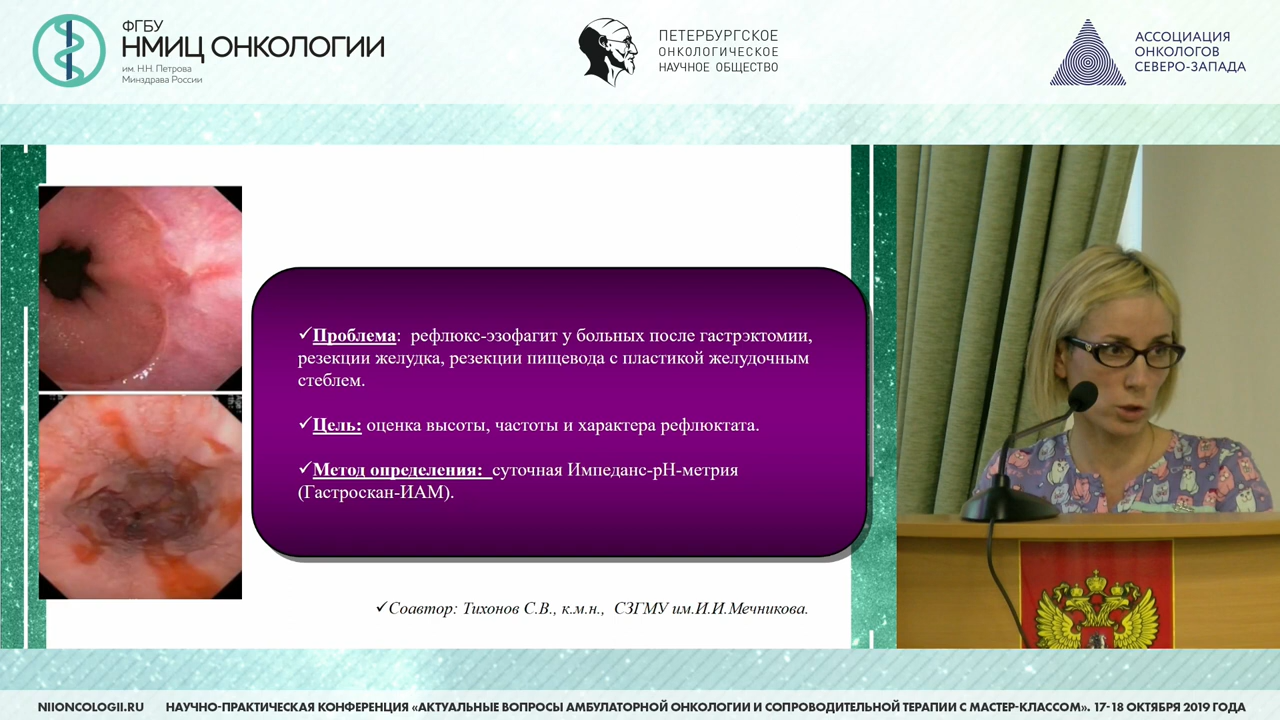 ФГБУ
НМИЦ ОНКОЛОГИИ
им. Н.Н. Петрова
Минздрава России
ПЕТЕРБУРГСКОЕ
ОНКОЛОГИЧЕСКОЕ
НАУЧНОЕ ОБЩЕСТВО
АССОЦИАЦИЯ
ОНКОЛОГОВ
СЕВЕРО-ЗАПАДА
✓Проблема: рефлюкс-эзофагит у больных после гастрэктомии,
резекции желудка, резекции пищевода с пластикой желудочным
стеблем.
✓Цель: оценка высоты, частоты и характера рефлюктата.
✓Метод определения: суточная Импеданс-рН-метрия
(Гастроскан-ИАМ).
✓Соавтор: Тихонов С.В., к.м.н., СЗГМУ им.И.И.Мечникова.
NIIONCOLOGII.RU НАУЧНО-ПРАКТИЧЕСКАЯ КОНФЕРЕНЦИЯ «АКТУАЛЬНЫЕ ВОПРОСЫ АМБУЛАТОРНОЙ ОНКОЛОГИИ И СОПРОВОДИТЕЛЬНОЙ ТЕРАПИИ С МАСТЕР-КЛАССОМ». 17-18 ОКТЯБРЯ 2019 ГОДА